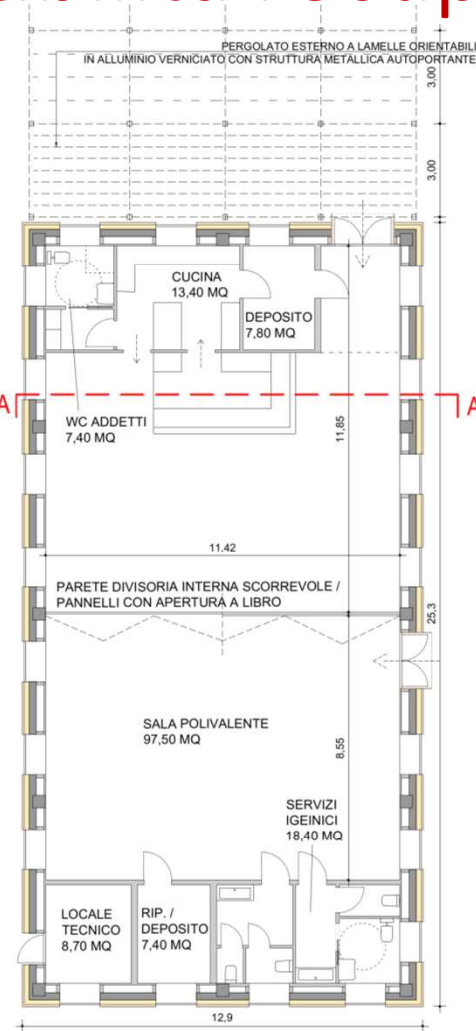 PERGOLATO ESTERNO A LAMELLE ORIENTABILI
IN ALLUMINIO VERNICIATO CON STRUTTURA METALLICA AUTOPORTANTE
3,00
3,00
CUCINA
13,40 MQ
DEPOSITO
7,80 MQ
A
A
WC ADDETTI
7,40 MQ
11,85
11.42
PARETE DIVISORIA INTERNA SCORREVOLE /
PANNELLI CON APERTURA A LIBRO
25,3
SALA POLIVALENTE
97,50 MQ
8,55
SERVIZI
IGEINICI
18,40 MQ
LOCALE
TECNICO
8,70 MQ
RIP. /
DEPOSITO
7,40 MQ
12,9